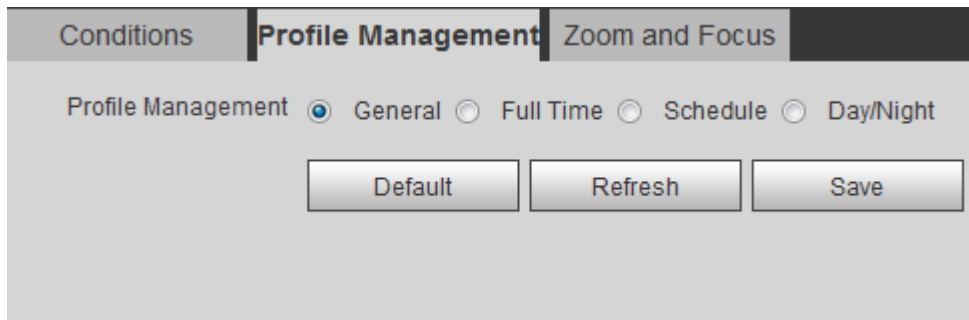 Conditions Profile Management Zoom and Focus
Profile Management General Full Time Schedule Day/Night
Default Refresh Save